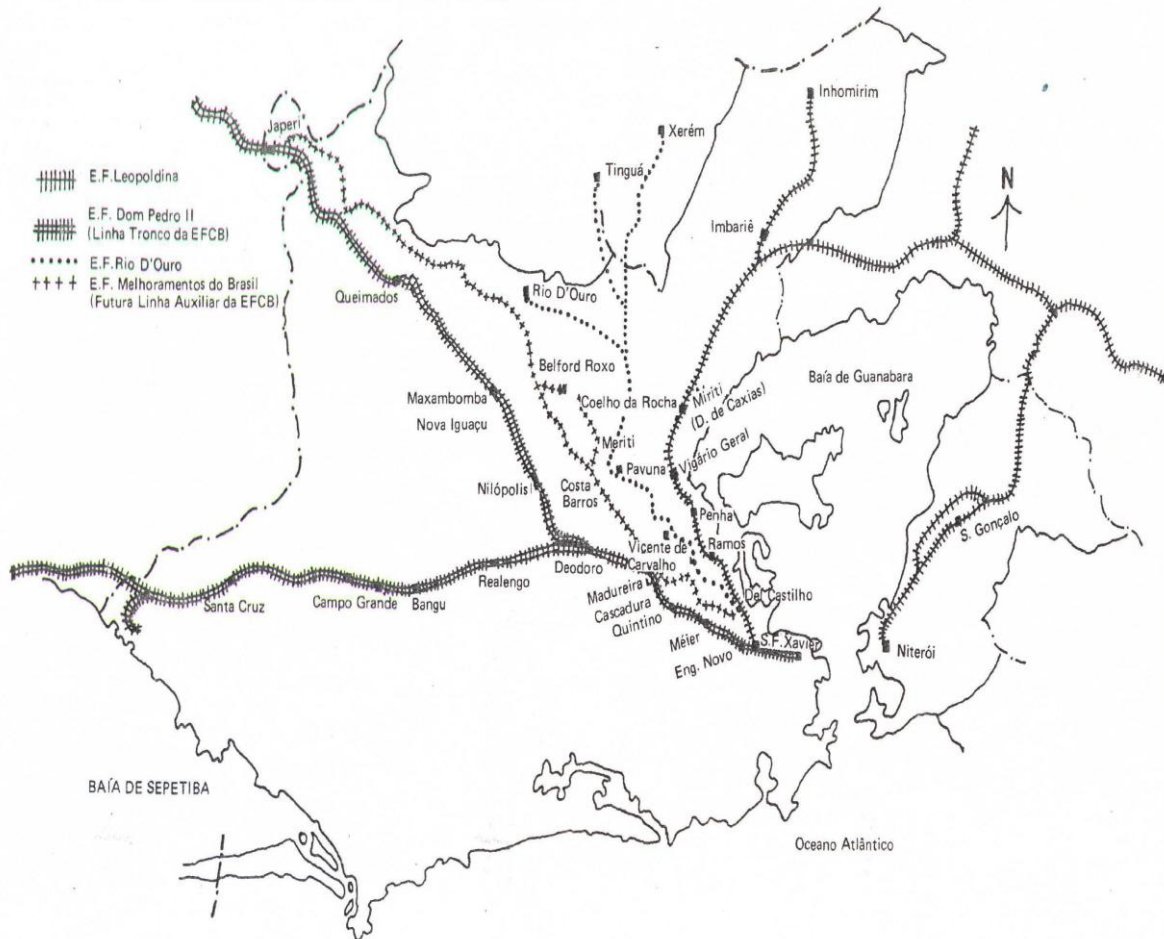 Inhomirim
Japeri
Xerém
E.F.Leopoldina
Tinguá
N
E.F. Dom Pedro II
(Linha Tronco da EFCB)
Imbariê
E.F.Rio D'Ouro
E.F. Melhoramentos do Brasil
(Futura Linha Auxiliar da EFCB)
Queimados
Rio D'Ouro
Belford Roxo
Baía de Guanabara
Maxambomba
Coelho da Rocha
Miriti
(D. de Caxias)
Nova Iguaçu
Meriti
Vigário Geral
Pavuna
Nilópolis
Costa
Barros
Penha
S. Gonçalo
Ramos
Vicente de
Carvalho
Deodoro
Realengo
Madureira
Del Castilho
Santa Cruz
Campo Grande
Bangu
Cascadura
Quintino
Méier
S.F.Xavier
Eng. Novo
Niterói
BAÍA DE SEPETIBA
Oceano Atlântico